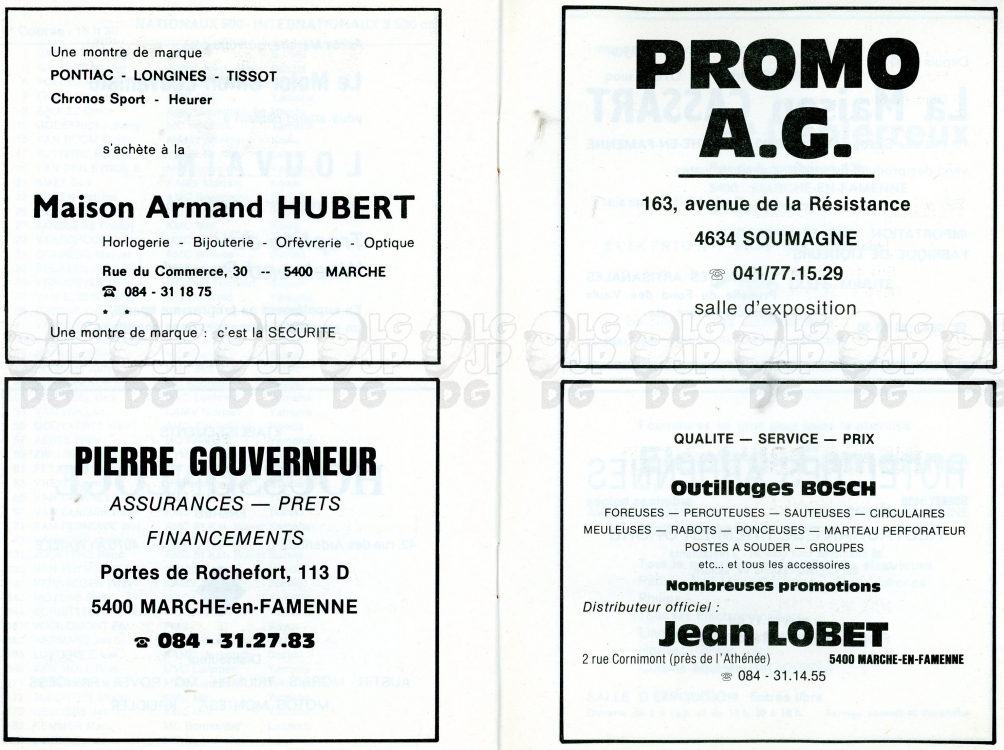 Une montre de marque
PONTIAC - LONGINES - TISSOT
Chronos Sport - Heurer
s'achète à la
Maison Armand HUBERT
Horlogerie - Bijouterie - Orfèvrerie - Optique
Rue du Commerce, 30 -- 5400 MARCHE
☎ 084 - 31 18 75
* *
Une montre de marque : c'est la SECURITE
PROMO
A.G.
163, avenue de la Résistance
4634 SOUMAGNE
☏ 041/77.15.29
salle d'exposition
PIERRE GOUVERNEUR
ASSURANCES — PRETS
FINANCEMENTS
Portes de Rochefort, 113 D
5400 MARCHE-en-FAMENNE
☎ 084 - 31.27.83
QUALITE — SERVICE — PRIX
Outillages BOSCH
FOREUSES — PERCUTEUSES — SAUTEUSES — CIRCULAIRES
MEULEUSES — RABOTS — PONCEUSES — MARTEAU PERFORATEUR
POSTES A SOUDER — GROUPES
etc... et tous les accessoires
Nombreuses promotions
Distributeur officiel :
Jean LOBET
2 rue Cornimont (près de l'Athénée) 5400 MARCHE-EN-FAMENNE
☏ 084 - 31.14.55